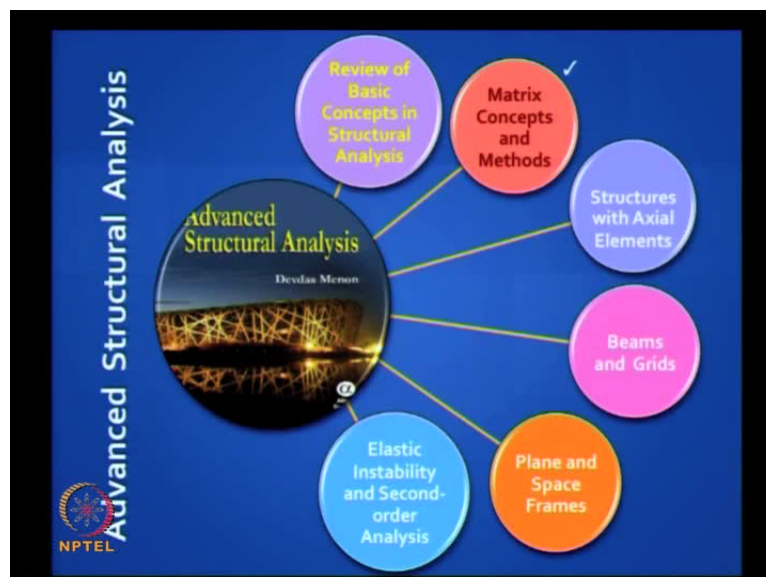 Advanced Structural Analysis
Review of
Basic
Concepts in
Structural
Analysis
Matrix
Concepts
and
Methods
Structures
with Axial
Elements
Beams
and Grids
Plane and
Space
Frames
Elastic
Instability
and Second-
order
Analysis
Advanced
Structural Analysis
Devdas Menon
α
NPTEL